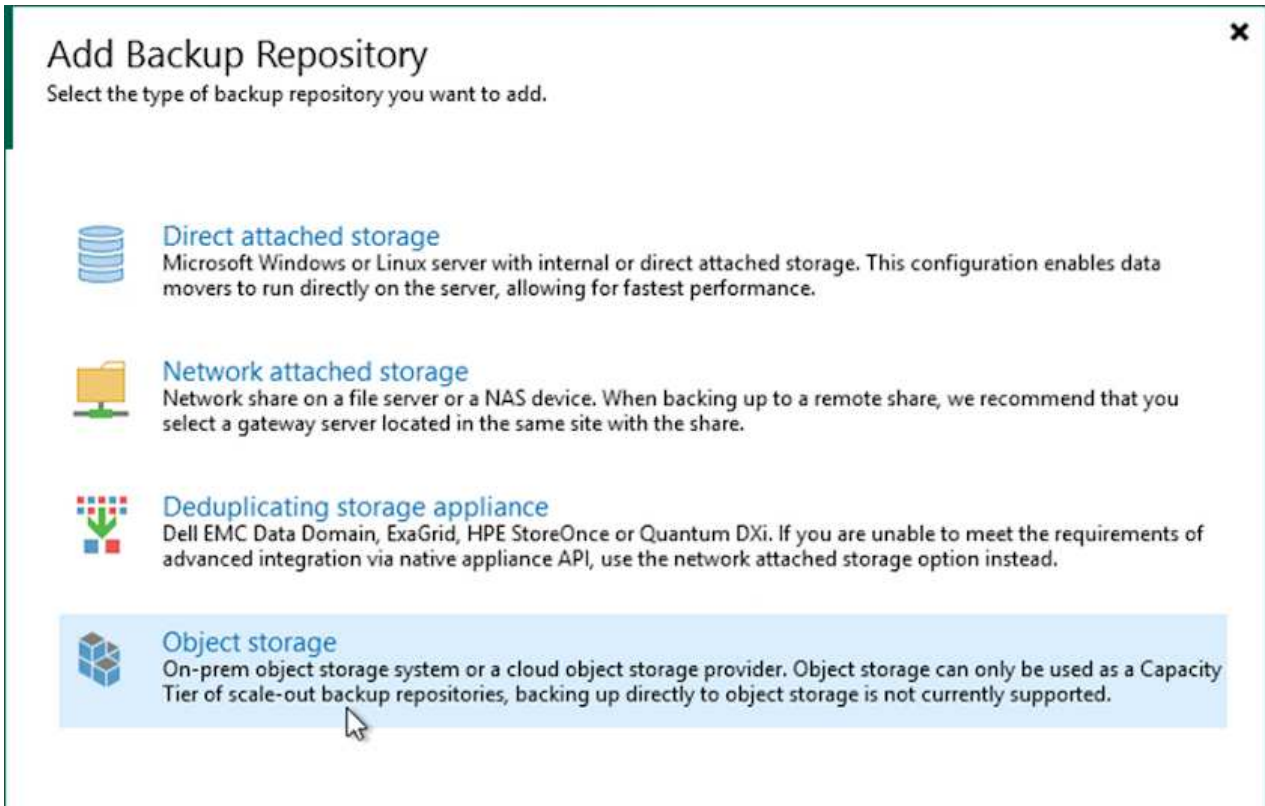 Add Backup Repository
Select the type of backup repository you want to add.
Direct attached storage
Microsoft Windows or Linux server with internal or direct attached storage. This configuration enables data
movers to run directly on the server, allowing for fastest performance.
Network attached storage
Network share on a file server or a NAS device. When backing up to a remote share, we recommend that you
select a gateway server located in the same site with the share.
Deduplicating storage appliance
Dell EMC Data Domain, ExaGrid, HPE StoreOnce or Quantum DXi. If you are unable to meet the requirements of
advanced integration via native appliance API, use the network attached storage option instead.
Object storage
On-prem object storage system or a cloud object storage provider. Object storage can only be used as a Capacity
Tier of scale-out backup repositories, backing up directly to object storage is not currently supported.